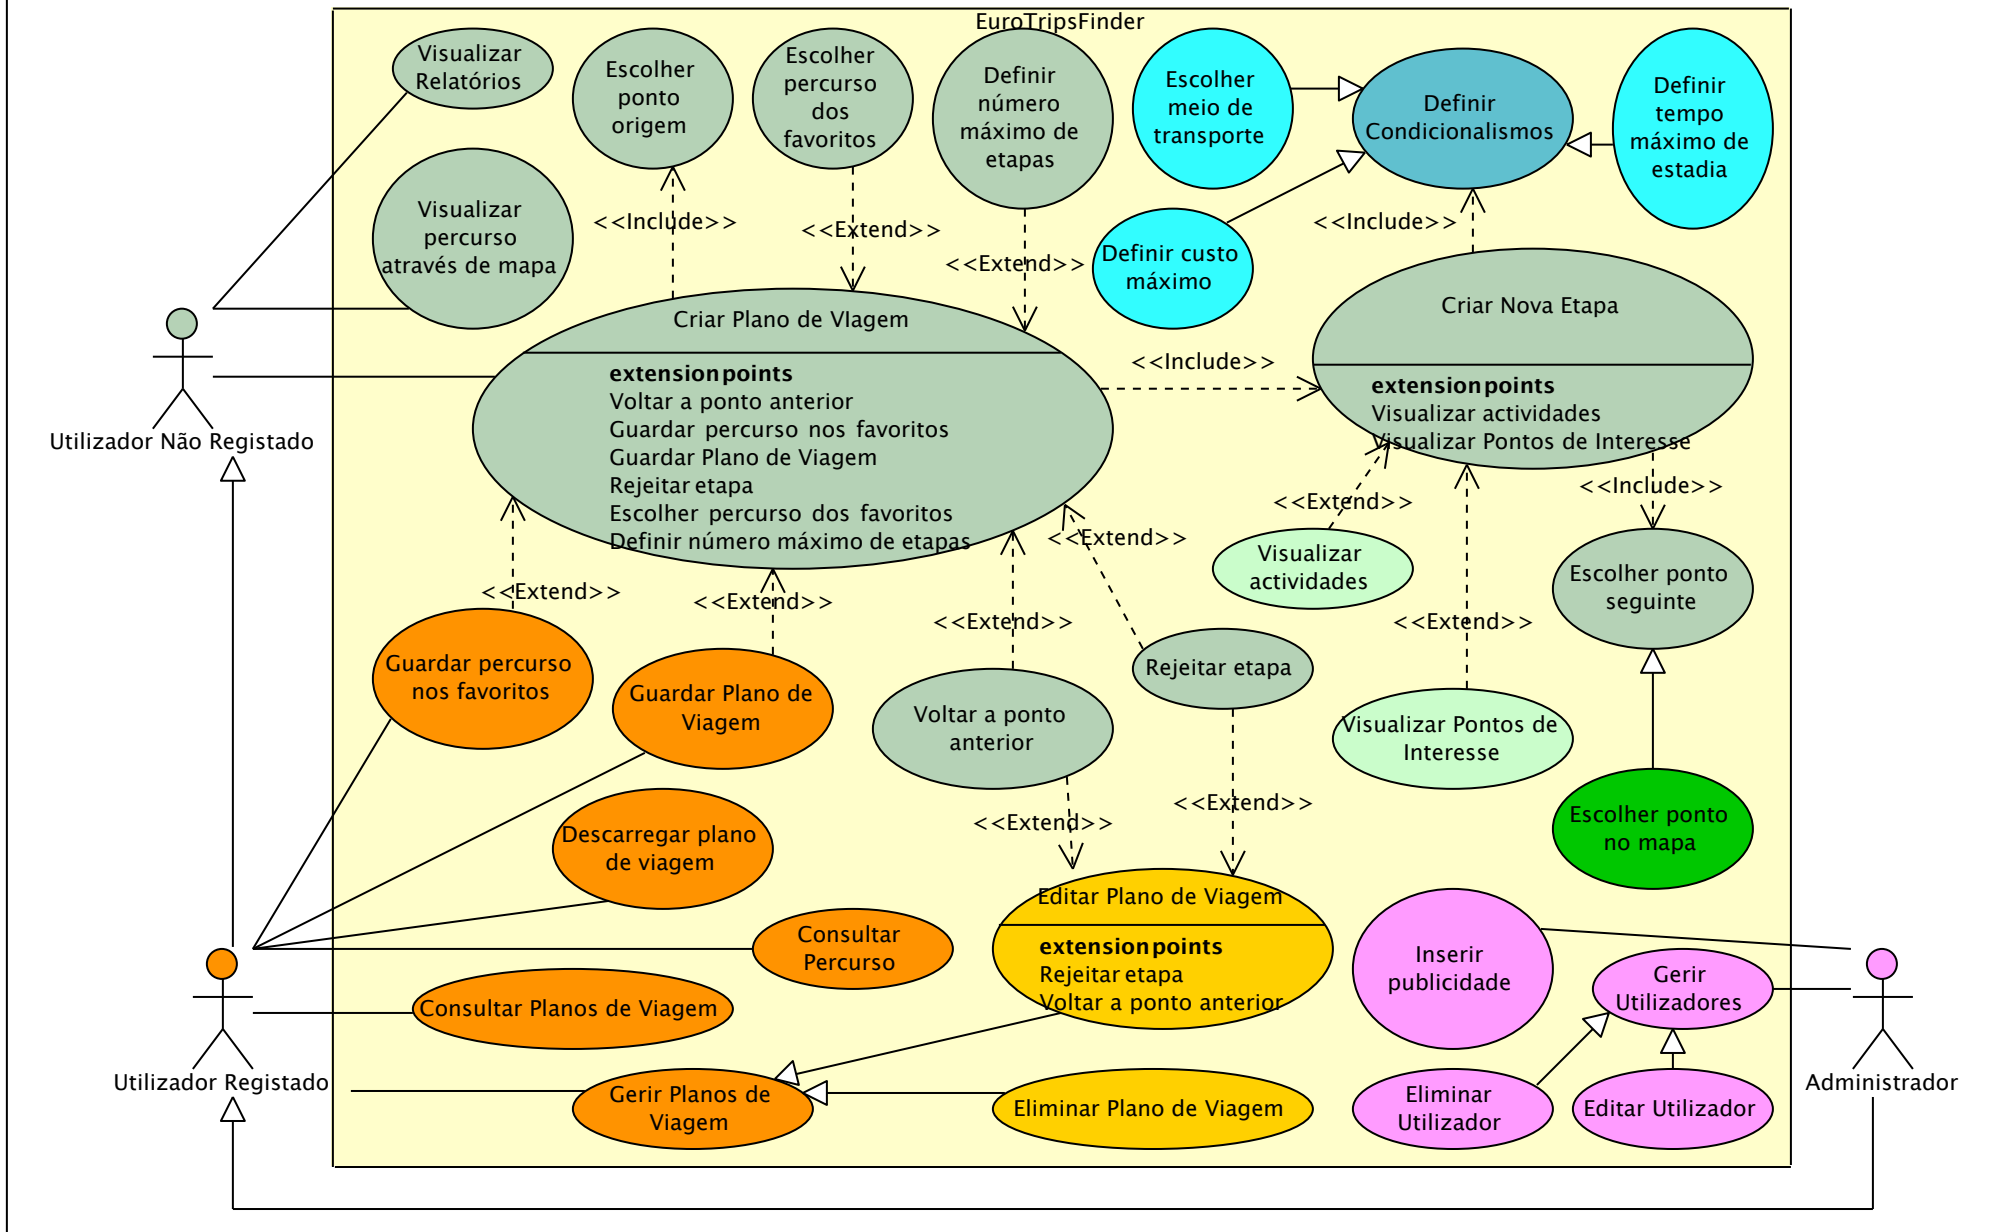 EuroTripsFinder
Visualizar
Relatórios
Escolher
ponto
origem
Escolher
percurso
dos
favoritos
Definir
número
máximo de
etapas
Escolher
meio de
transporte
Definir
Condicionalismos
Definir
tempo
máximo de
estadia
Visualizar
percurso
através de mapa
<<Include>>
<<Extend>>
<<Extend>>
Definir custo
máximo
<<Include>>
Utilizador Não Registado
Criar Plano de VIagem
extensionpoints
Voltar a ponto anterior
Guardar percurso nos favoritos
Guardar Plano de Viagem
Rejeitar etapa
Escolher percurso dos favoritos
Definir número máximo de etapas
<<Include>>
Criar Nova Etapa
extensionpoints
Visualizar actividades
Visualizar Pontos de Interesse
<<Extend>>
<<Extend>>
<<Extend>>
<<Extend>>
<<Extend>>
<<Extend>>
<<Include>>
Visualizar
actividades
Escolher ponto
seguinte
Guardar percurso
nos favoritos
Guardar Plano de
Viagem
Voltar a ponto
anterior
Rejeitar etapa
Visualizar Pontos de
Interesse
<<Extend>>
<<Extend>>
Descarregar plano
de viagem
Escolher ponto
no mapa
Consultar
Percurso
Editar Plano de Viagem
extensionpoints
Rejeitar etapa
Voltar a ponto anterior
Inserir
publicidade
Gerir
Utilizadores
Consultar Planos de Viagem
Utilizador Registado
Gerir Planos de
Viagem
Eliminar Plano de Viagem
Eliminar
Utilizador
Editar Utilizador
Administrador